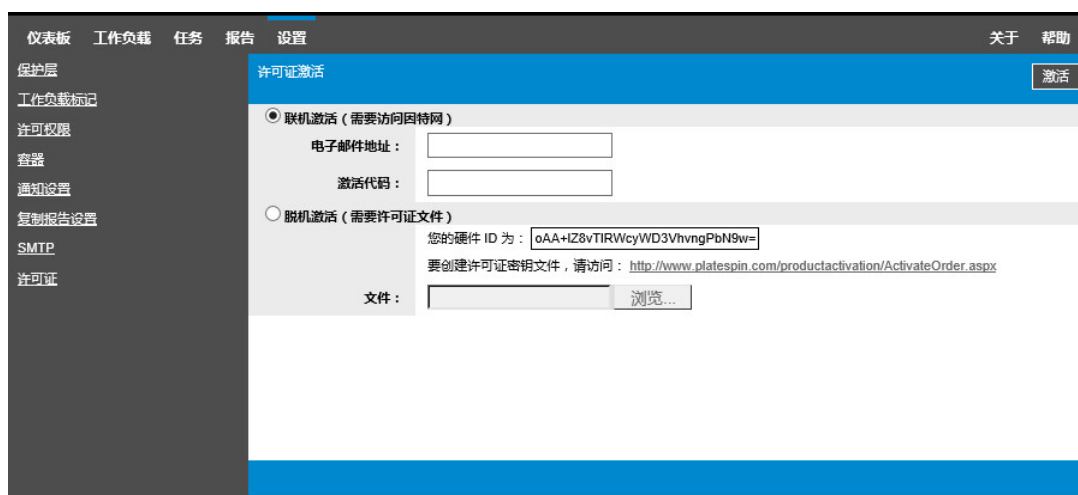 仪表板 工作负载 任务 报告 设置 关于 帮助
保护层
工作负载标记
许可权限
容器
通知设置
复制报告设置
SMTP
许可证
许可证激活
激活
联机激活（需要访问因特网）
电子邮件地址：
激活代码：
脱机激活（需要许可证文件）
您的硬件 ID 为： oAA+IZ8vTIRWcyWD3VhvngPbN9w=
要创建许可证密钥文件，请访问： http://www.platespin.com/productactivation/ActivateOrder.aspx
文件： 浏览...